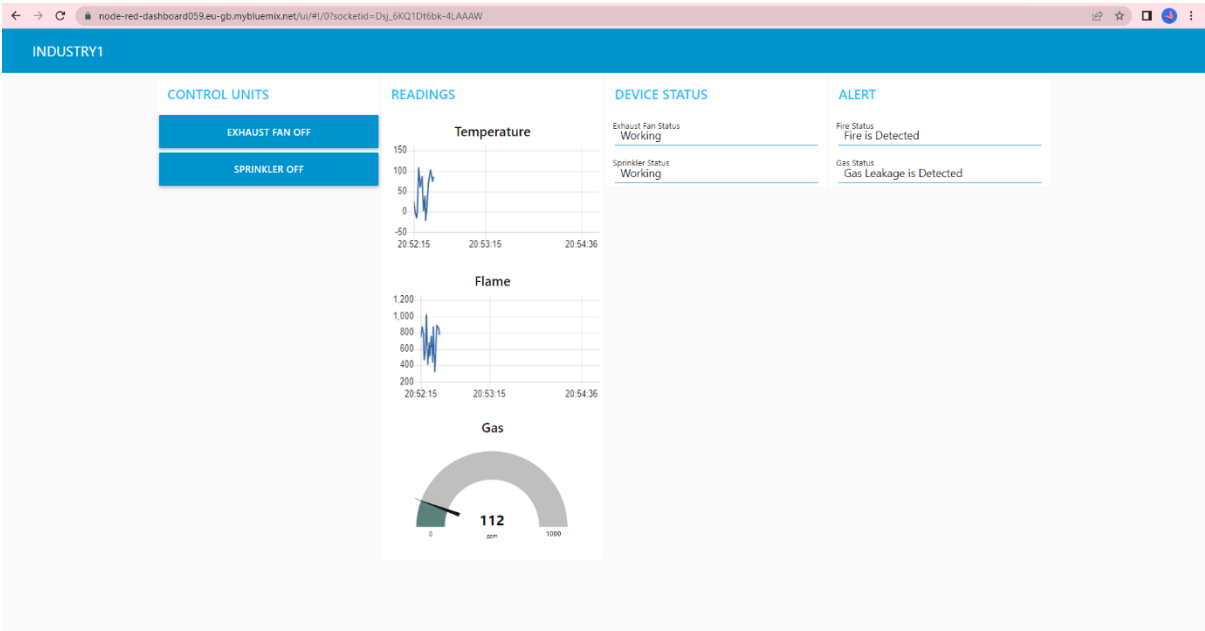 node-red-dashboard059.eu-gb.mybluemix.net/ui/#!/0?socketid=Dsj_6KQ1Dt6bk-4LAAAW
INDUSTRY1
CONTROL UNITS
EXHAUST FAN OFF
SPRINKLER OFF
READINGS
Temperature
150
100
50
0
-50
20:52:15 20:53:15 20:54:36
Flame
1,200
1,000
800
600
400
200
20:52:15 20:53:15 20:54:36
Gas
112
ppm
0 1000
DEVICE STATUS
Exhaust Fan Status
Working
Sprinkler Status
Working
ALERT
Fire Status
Fire is Detected
Gas Status
Gas Leakage is Detected